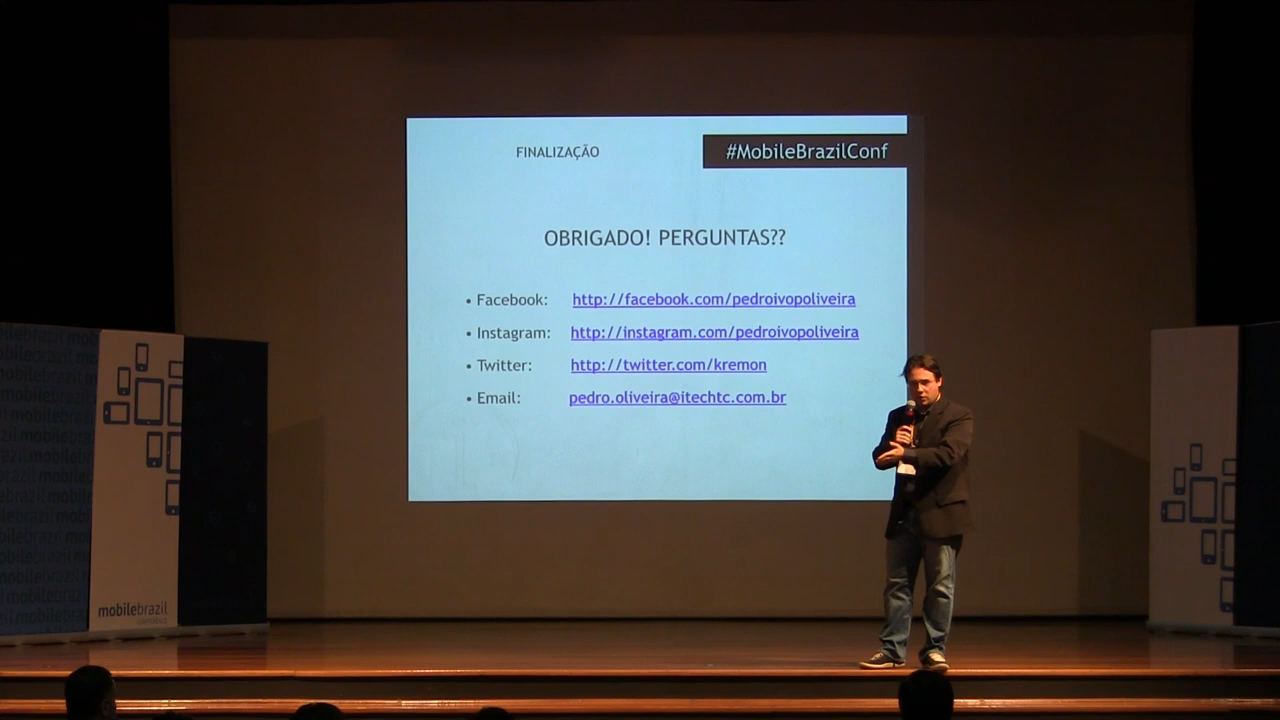 FINALIZAÇÃO
#MobileBrazilConf
OBRIGADO! PERGUNTAS??
• Facebook: http://facebook.com/pedroivopoliveira
• Instagram: http://instagram.com/pedroivopoliveira
• Twitter: http://twitter.com/kremon
• Email: pedro.oliveira@itechtc.com.br
mobilebrazil
CONFERENCE